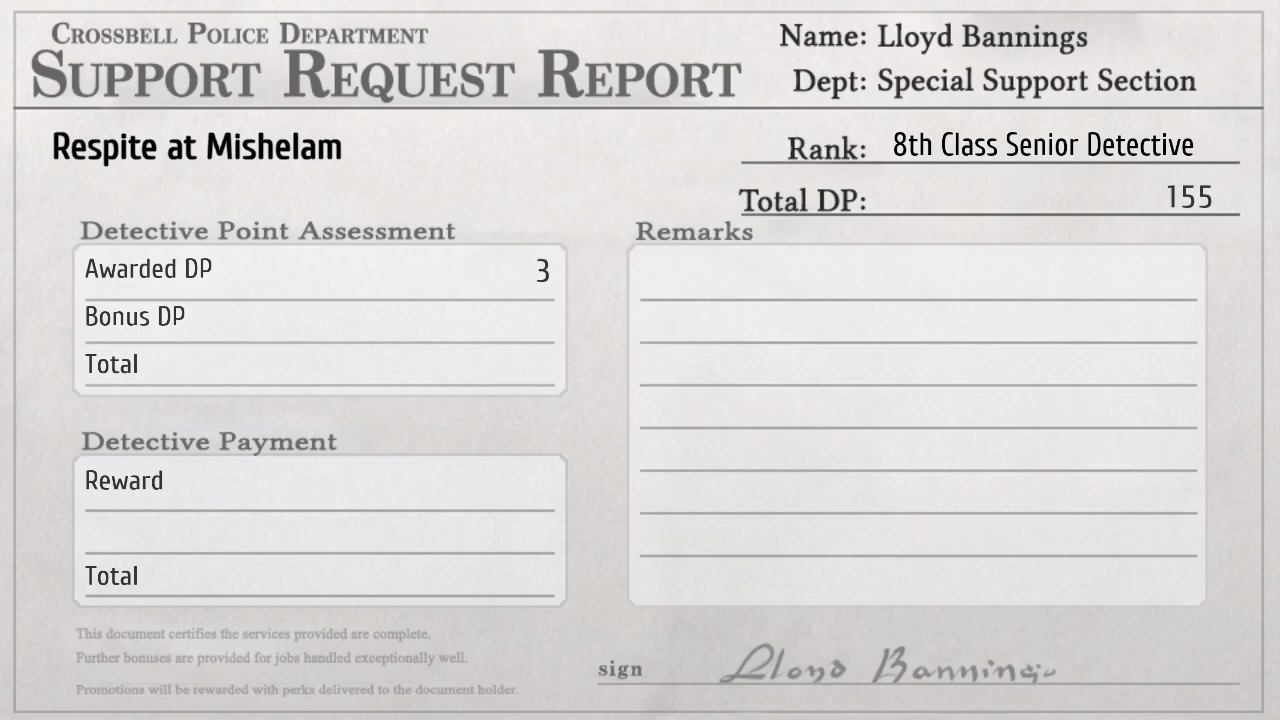 Crossbell Police Department
Support Request Report
Name: Lloyd Bannings
Dept: Special Support Section
Respite at Mishelam
Rank: 8th Class Senior Detective
Total DP: 155
Detective Point Assessment
Awarded DP 3
Bonus DP
Total
Remarks
Detective Payment
Reward
Total
This document certifies the services provided are complete.
Further bonuses are provided for jobs handled exceptionally well.
Promotions will be rewarded with perks delivered to the document holder.
sign Lloyd Bannings